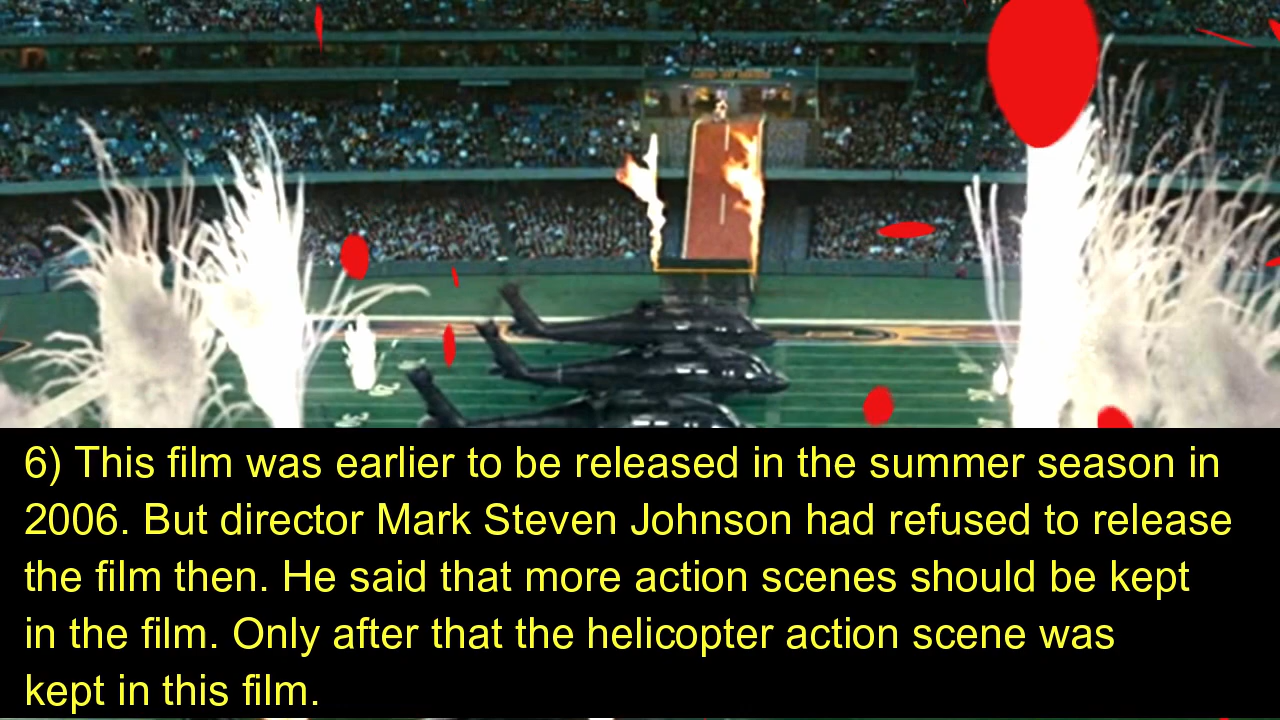 6) This film was earlier to be released in the summer season in
2006. But director Mark Steven Johnson had refused to release
the film then. He said that more action scenes should be kept
in the film. Only after that the helicopter action scene was
kept in this film.